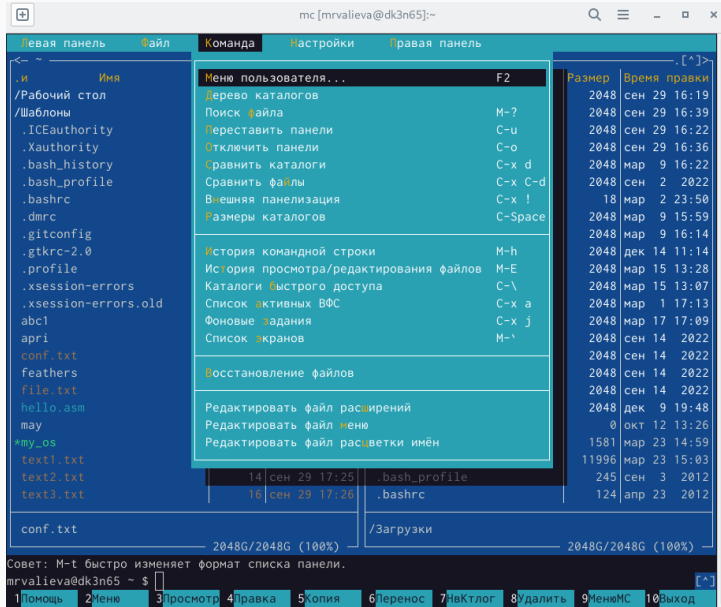 mc [mrvalieva@dk3n65]:~
Левая панель Файл Команда Настройки Правая панель
<— ~ .[^]>
.и Имя Размер Время правки
/Рабочий стол Меню пользователя... F2 2048 сен 29 16:19
/Шаблоны Дерево каталогов 2048 сен 29 16:39
.ICEauthority Поиск файла M-? 2048 сен 29 16:22
.Xauthority Переставить панели C-u 2048 сен 29 16:36
.bash_history Отключить панели C-o 2048 мар 9 16:22
.bash_profile Сравнить каталоги C-x d 2048 сен 2 2022
.bashrc Сравнить файлы C-x C-d 18 мар 2 23:50
.dmrc Внешняя панелизация C-x ! 2048 мар 9 15:59
.gitconfig Размеры каталогов C-Space 2048 мар 9 16:14
.gtkrc-2.0 История командной строки M-h 2048 дек 14 11:14
.profile История просмотра/редактирования файлов M-E 2048 мар 15 13:28
.xsession-errors Каталоги быстрого доступа C-\ 2048 мар 15 13:07
.xsession-errors.old Список активных ВФС C-x a 2048 мар 1 17:13
abc1 Фоновые задания C-x j 2048 мар 17 17:09
apri Список экранов M-` 2048 сен 14 2022
conf.txt 2048 сен 14 2022
feathers Восстановление файлов 2048 сен 14 2022
file.txt 2048 сен 14 2022
hello.asm Редактировать файл расширений 2048 дек 9 19:48
may Редактировать файл меню 0 окт 12 13:26
*my_os Редактировать файл расцветки имён 1581 мар 23 14:59
text1.txt 11996 мар 23 15:03
text2.txt 14 сен 29 17:25 .bash_profile 245 сен 3 2012
text3.txt 16 сен 29 17:26 .bashrc 124 апр 23 2012
conf.txt /Загрузки
2048G/2048G (100%) 2048G/2048G (100%)
Совет: M-t быстро изменяет формат списка панели.
mrvalieva@dk3n65 ~ $ [^]
1Помощь 2Меню 3Просмотр 4Правка 5Копия 6Перенос 7НвКтлог 8Удалить 9МенюMC 10Выход